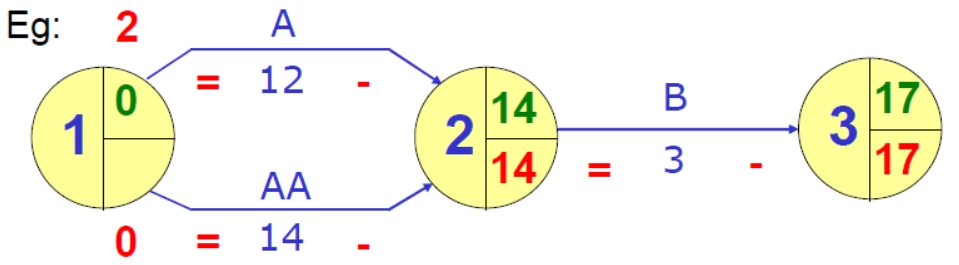 Eg: 2 A
= 12 -
1 0
2 14
14
B
= 3 -
3 17
17
AA
0 = 14 -